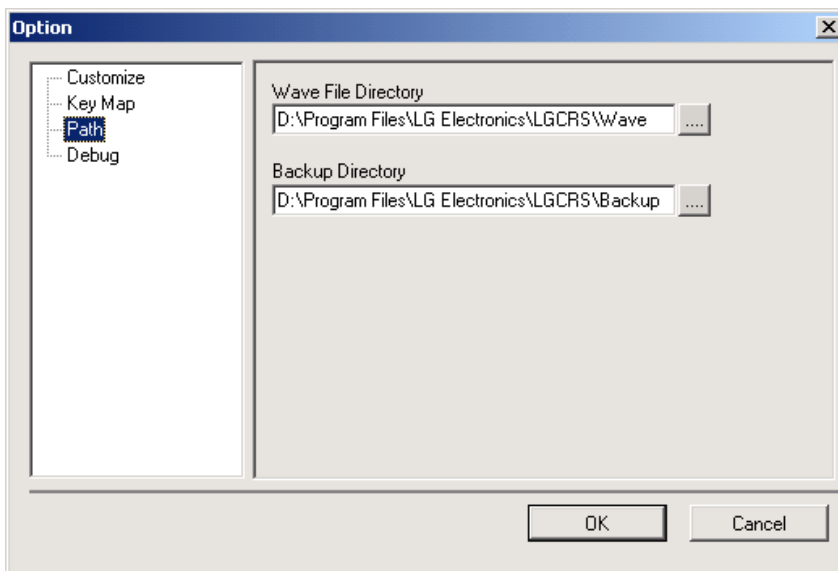 Option
Customize
Key Map
Path
Debug
Wave File Directory
D:\Program Files\LG Electronics\LGCRS\Wave
....
Backup Directory
D:\Program Files\LG Electronics\LGCRS\Backup
....
OK
Cancel